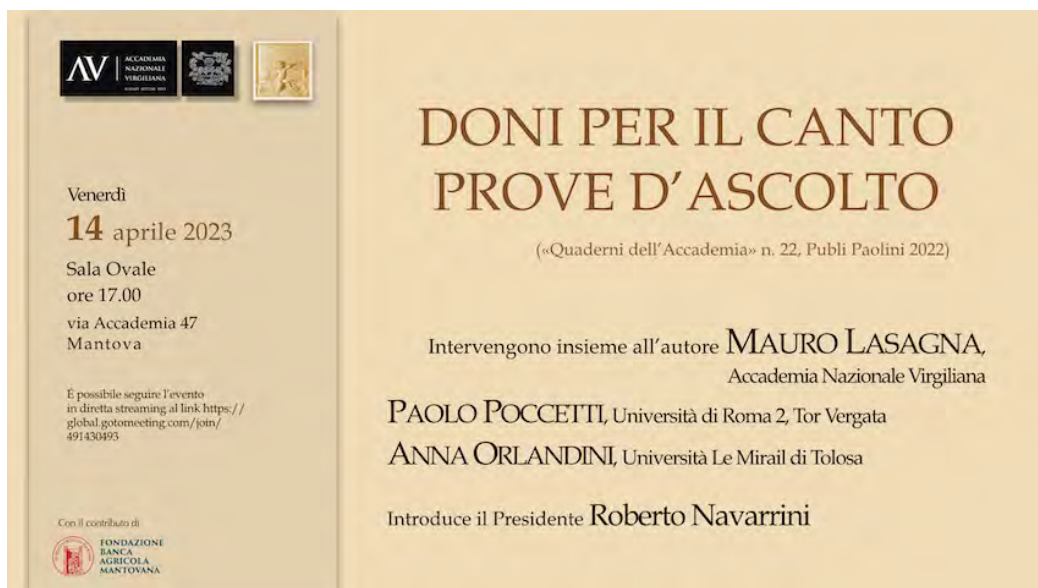 AV
ACCADEMIA
NAZIONALE
VIRGILIANA
Venerdì
14 aprile 2023
Sala Ovale
ore 17.00
via Accademia 47
Mantova
È possibile seguire l'evento
in diretta streaming al link https://
global.gotomeeting.com/join/
491430493
Con il contributo di
FONDAZIONE
BANCA
AGRICOLA
MANTOVANA
DONI PER IL CANTO
PROVE D'ASCOLTO
(«Quaderni dell'Accademia» n. 22, Publi Paolini 2022)
Intervengono insieme all'autore MAURO LASAGNA,
Accademia Nazionale Virgiliana
PAOLO POCCETTI, Università di Roma 2, Tor Vergata
ANNA ORLANDINI, Università Le Mirail di Tolosa
Introduce il Presidente Roberto Navarrini